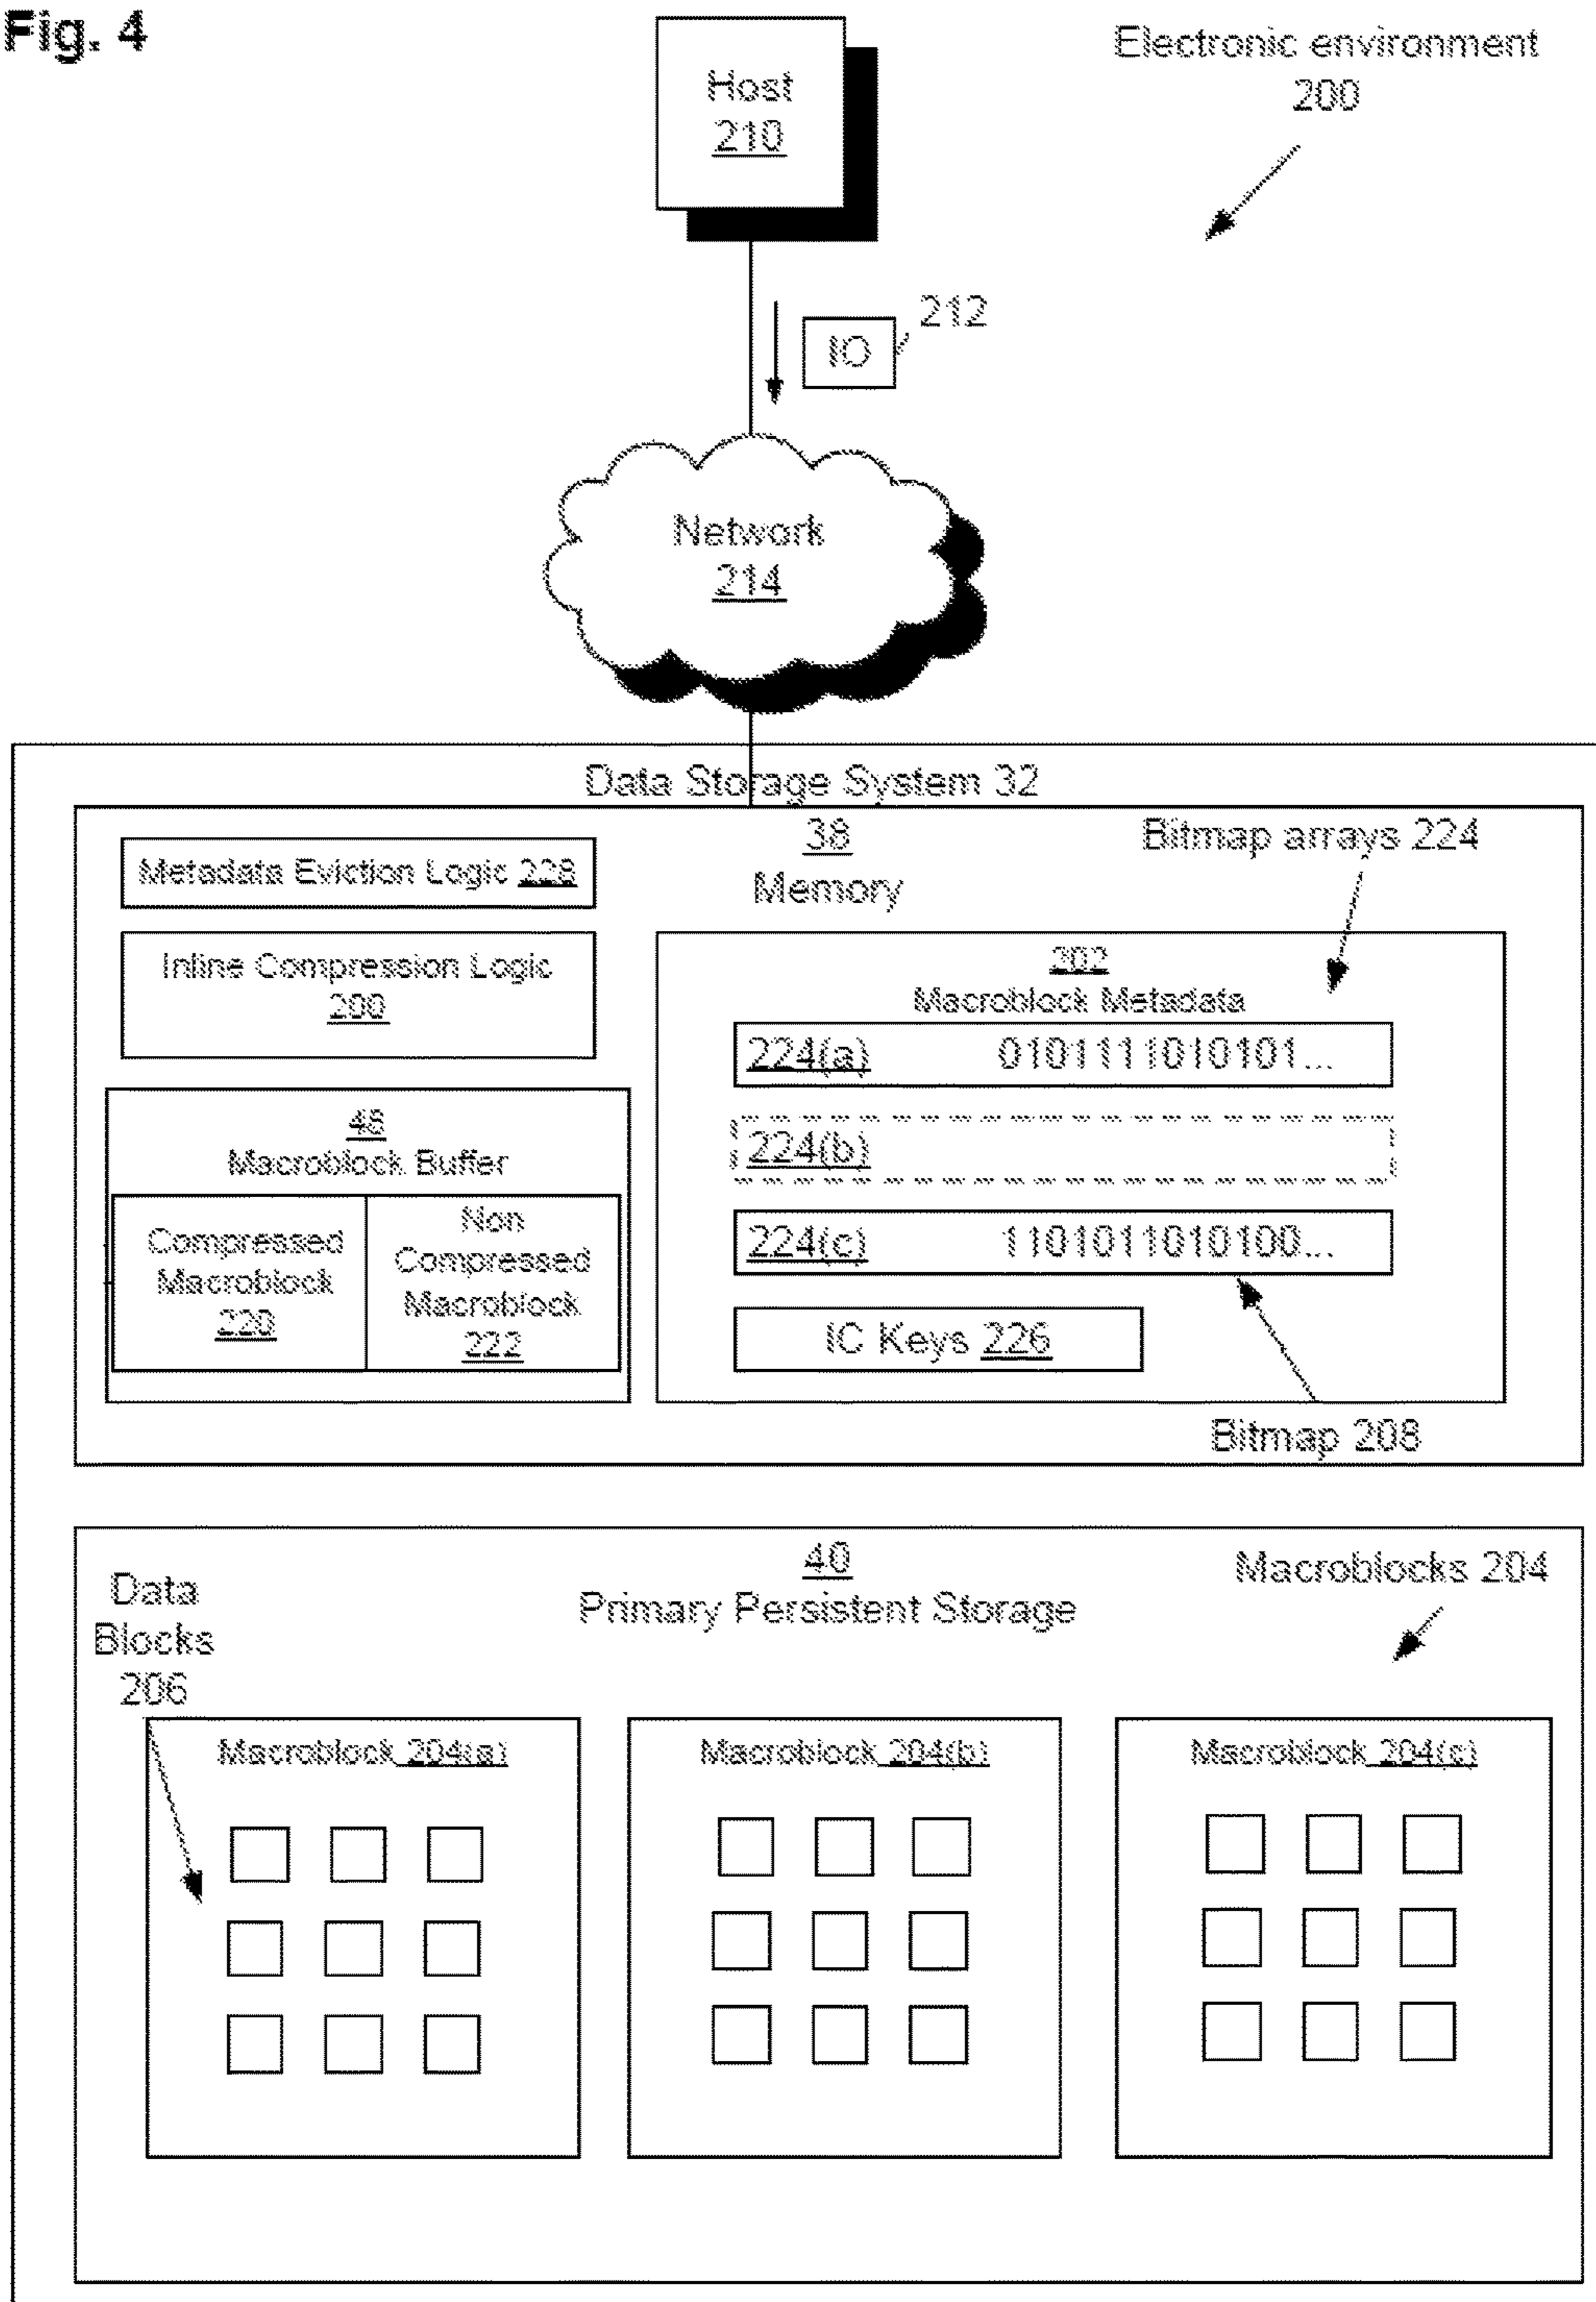 Fig. 4
Host
210
Electronic environment
200
212
IO
Network
214
Data Storage System 32
38
Memory
Bitmap arrays 224
Metadata Eviction Logic 228
Inline Compression Logic
200
48
Macroblock Buffer
Compressed
Macroblock
220
Non
Compressed
Macroblock
222
202
Macroblock Metadata
224(a) 0101111010101...
224(b)
224(c) 1101011010100...
IC Keys 226
Bitmap 208
40
Primary Persistent Storage
Macroblocks 204
Data
Blocks
206
Macroblock 204(a)
Macroblock 204(b)
Macroblock 204(c)